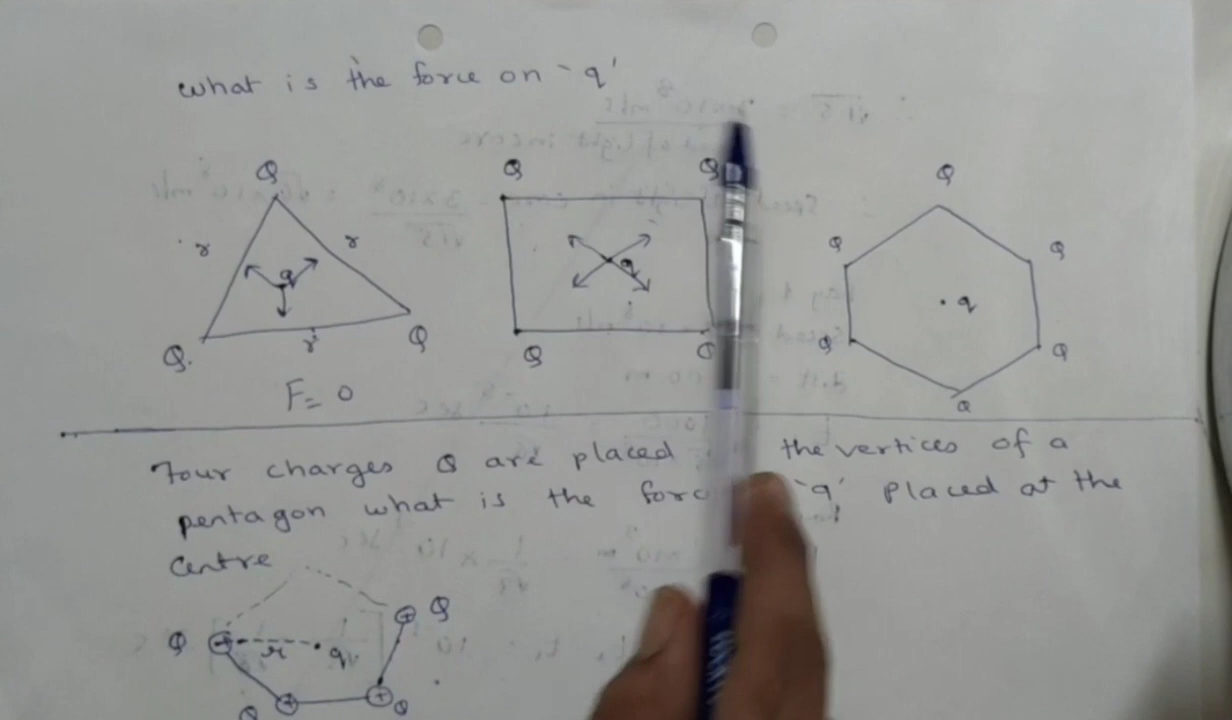 what is the force on 'q'
Q Q Q Q
r r q q Q Q
. q
Q. r Q Q Q Q
F = 0 Q
Four charges Q are placed the vertices of a
pentagon what is the q' placed at the
centre
Q
Q r q
Q Q